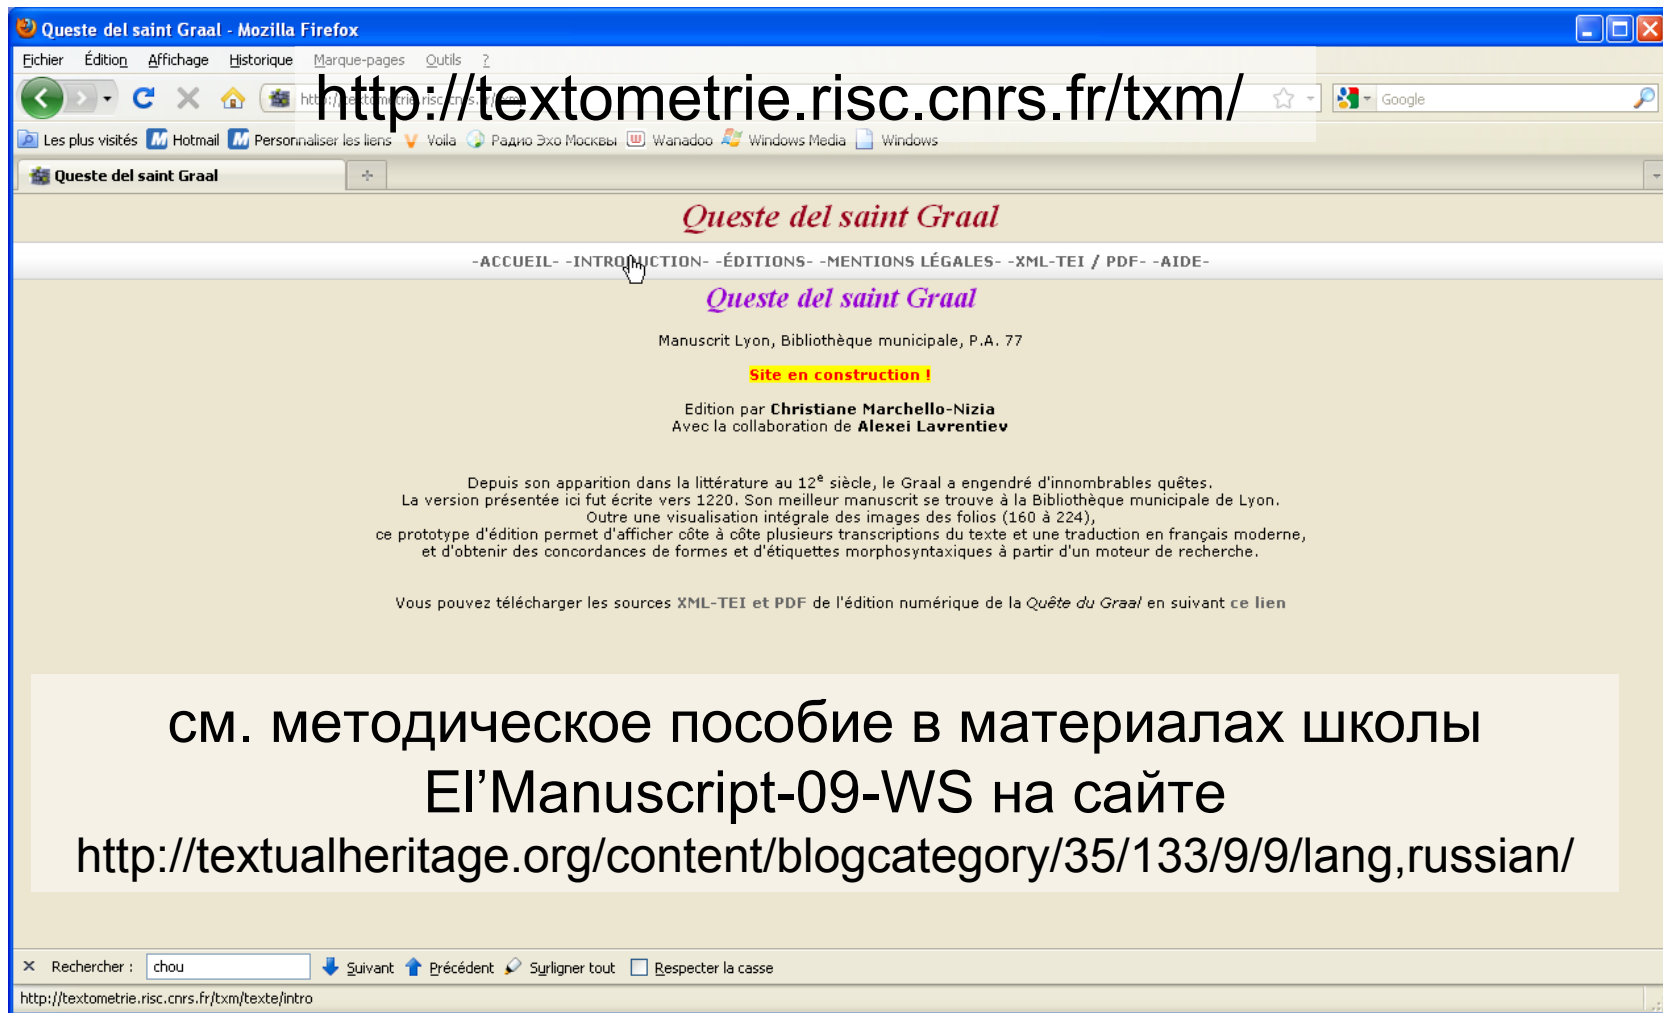 Queste del saint Graal - Mozilla Firefox
Fichier Édition Affichage Historique Marque-pages Outils ?
http://textometrie.risc.cnrs.fr/txm/
http://textometrie.risc.cnrs.fr/txm/
Google
Les plus visités Hotmail Personnaliser les liens Voila Радио Эхо Москвы Wanadoo Windows Media Windows
Queste del saint Graal
Queste del saint Graal
-ACCUEIL- -INTRODUCTION- -ÉDITIONS- -MENTIONS LÉGALES- -XML-TEI / PDF- -AIDE-
Queste del saint Graal
Manuscrit Lyon, Bibliothèque municipale, P.A. 77
Site en construction !
Edition par Christiane Marchello-Nizia
Avec la collaboration de Alexei Lavrentiev
Depuis son apparition dans la littérature au 12e siècle, le Graal a engendré d'innombrables quêtes.
La version présentée ici fut écrite vers 1220. Son meilleur manuscrit se trouve à la Bibliothèque municipale de Lyon.
Outre une visualisation intégrale des images des folios (160 à 224),
ce prototype d'édition permet d'afficher côte à côte plusieurs transcriptions du texte et une traduction en français moderne,
et d'obtenir des concordances de formes et d'étiquettes morphosyntaxiques à partir d'un moteur de recherche.
Vous pouvez télécharger les sources XML-TEI et PDF de l'édition numérique de la Quête du Graal en suivant ce lien
см. методическое пособие в материалах школы
El’Manuscript-09-WS на сайте
http://textualheritage.org/content/blogcategory/35/133/9/9/lang,russian/
Rechercher : chou Suivant Précédent Surligner tout Respecter la casse
http://textometrie.risc.cnrs.fr/txm/texte/intro